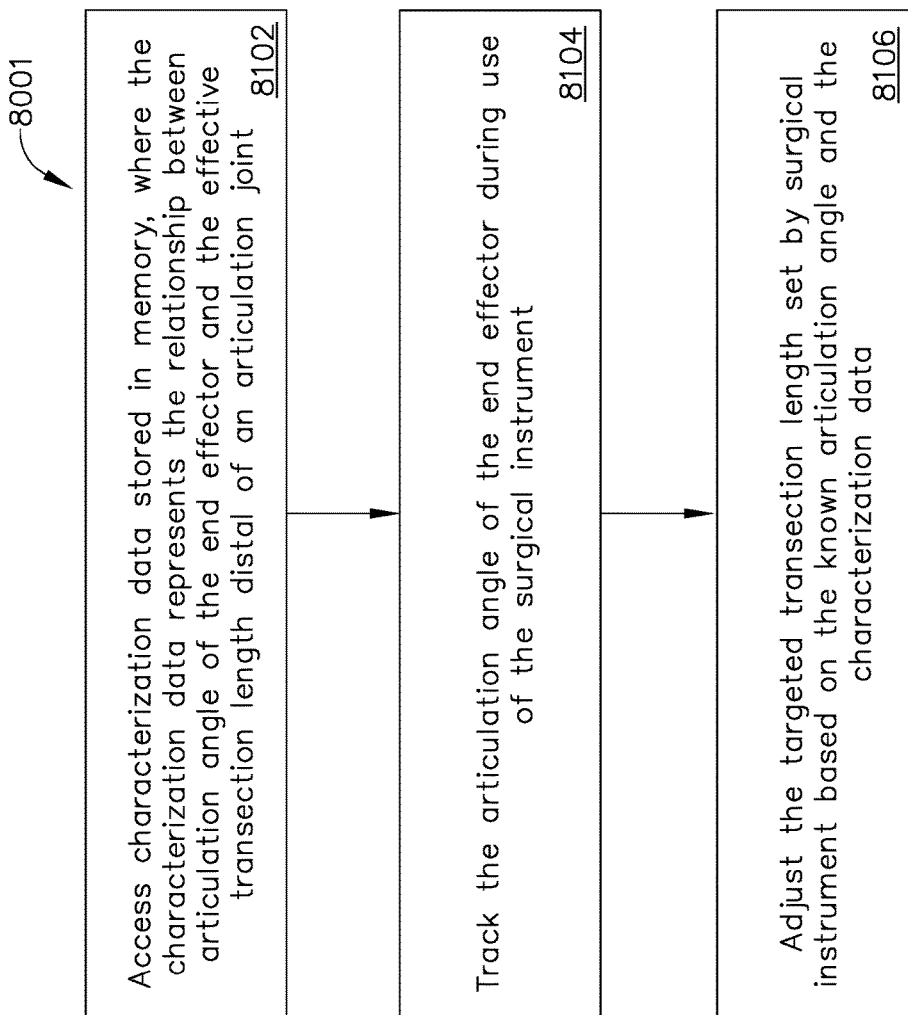 8001
Access characterization data stored in memory, where the
characterization data represents the relationship between
articulation angle of the end effector and the effective
transection length distal of an articulation joint
8102
Track the articulation angle of the end effector during use
of the surgical instrument
8104
Adjust the targeted transection length set by surgical
instrument based on the known articulation angle and the
characterization data
8106